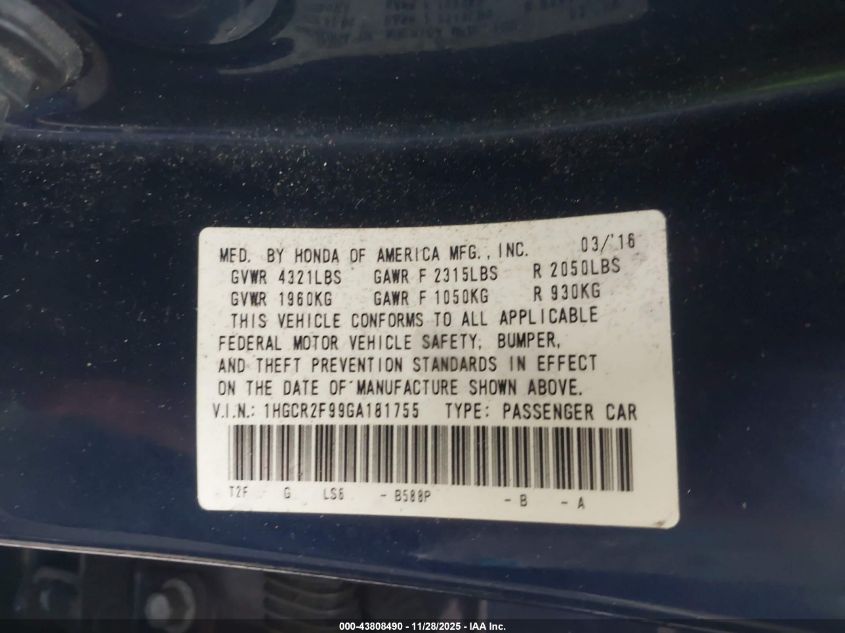 MED. BY HONDA OF AMERICA MFG., INC. 03/'16
GVWR 4321LBS GAWR F 2315LBS R 2050LBS
GVWR 1960KG GAWR F 1050KG R 930KG
THIS VEHICLE CONFORMS TO ALL APPLICABLE
FEDERAL MOTOR VEHICLE SAFETY, BUMPER,
AND THEFT PREVENTION STANDARDS IN EFFECT
ON THE DATE OF MANUFACTURE SHOWN ABOVE.
V.I.N.: 1HGCR2F99GA181755 TYPE: PASSENGER CAR
T2F G LS6 - B588P - B - A
000-43808490 - 11/28/2025 - IAA Inc.